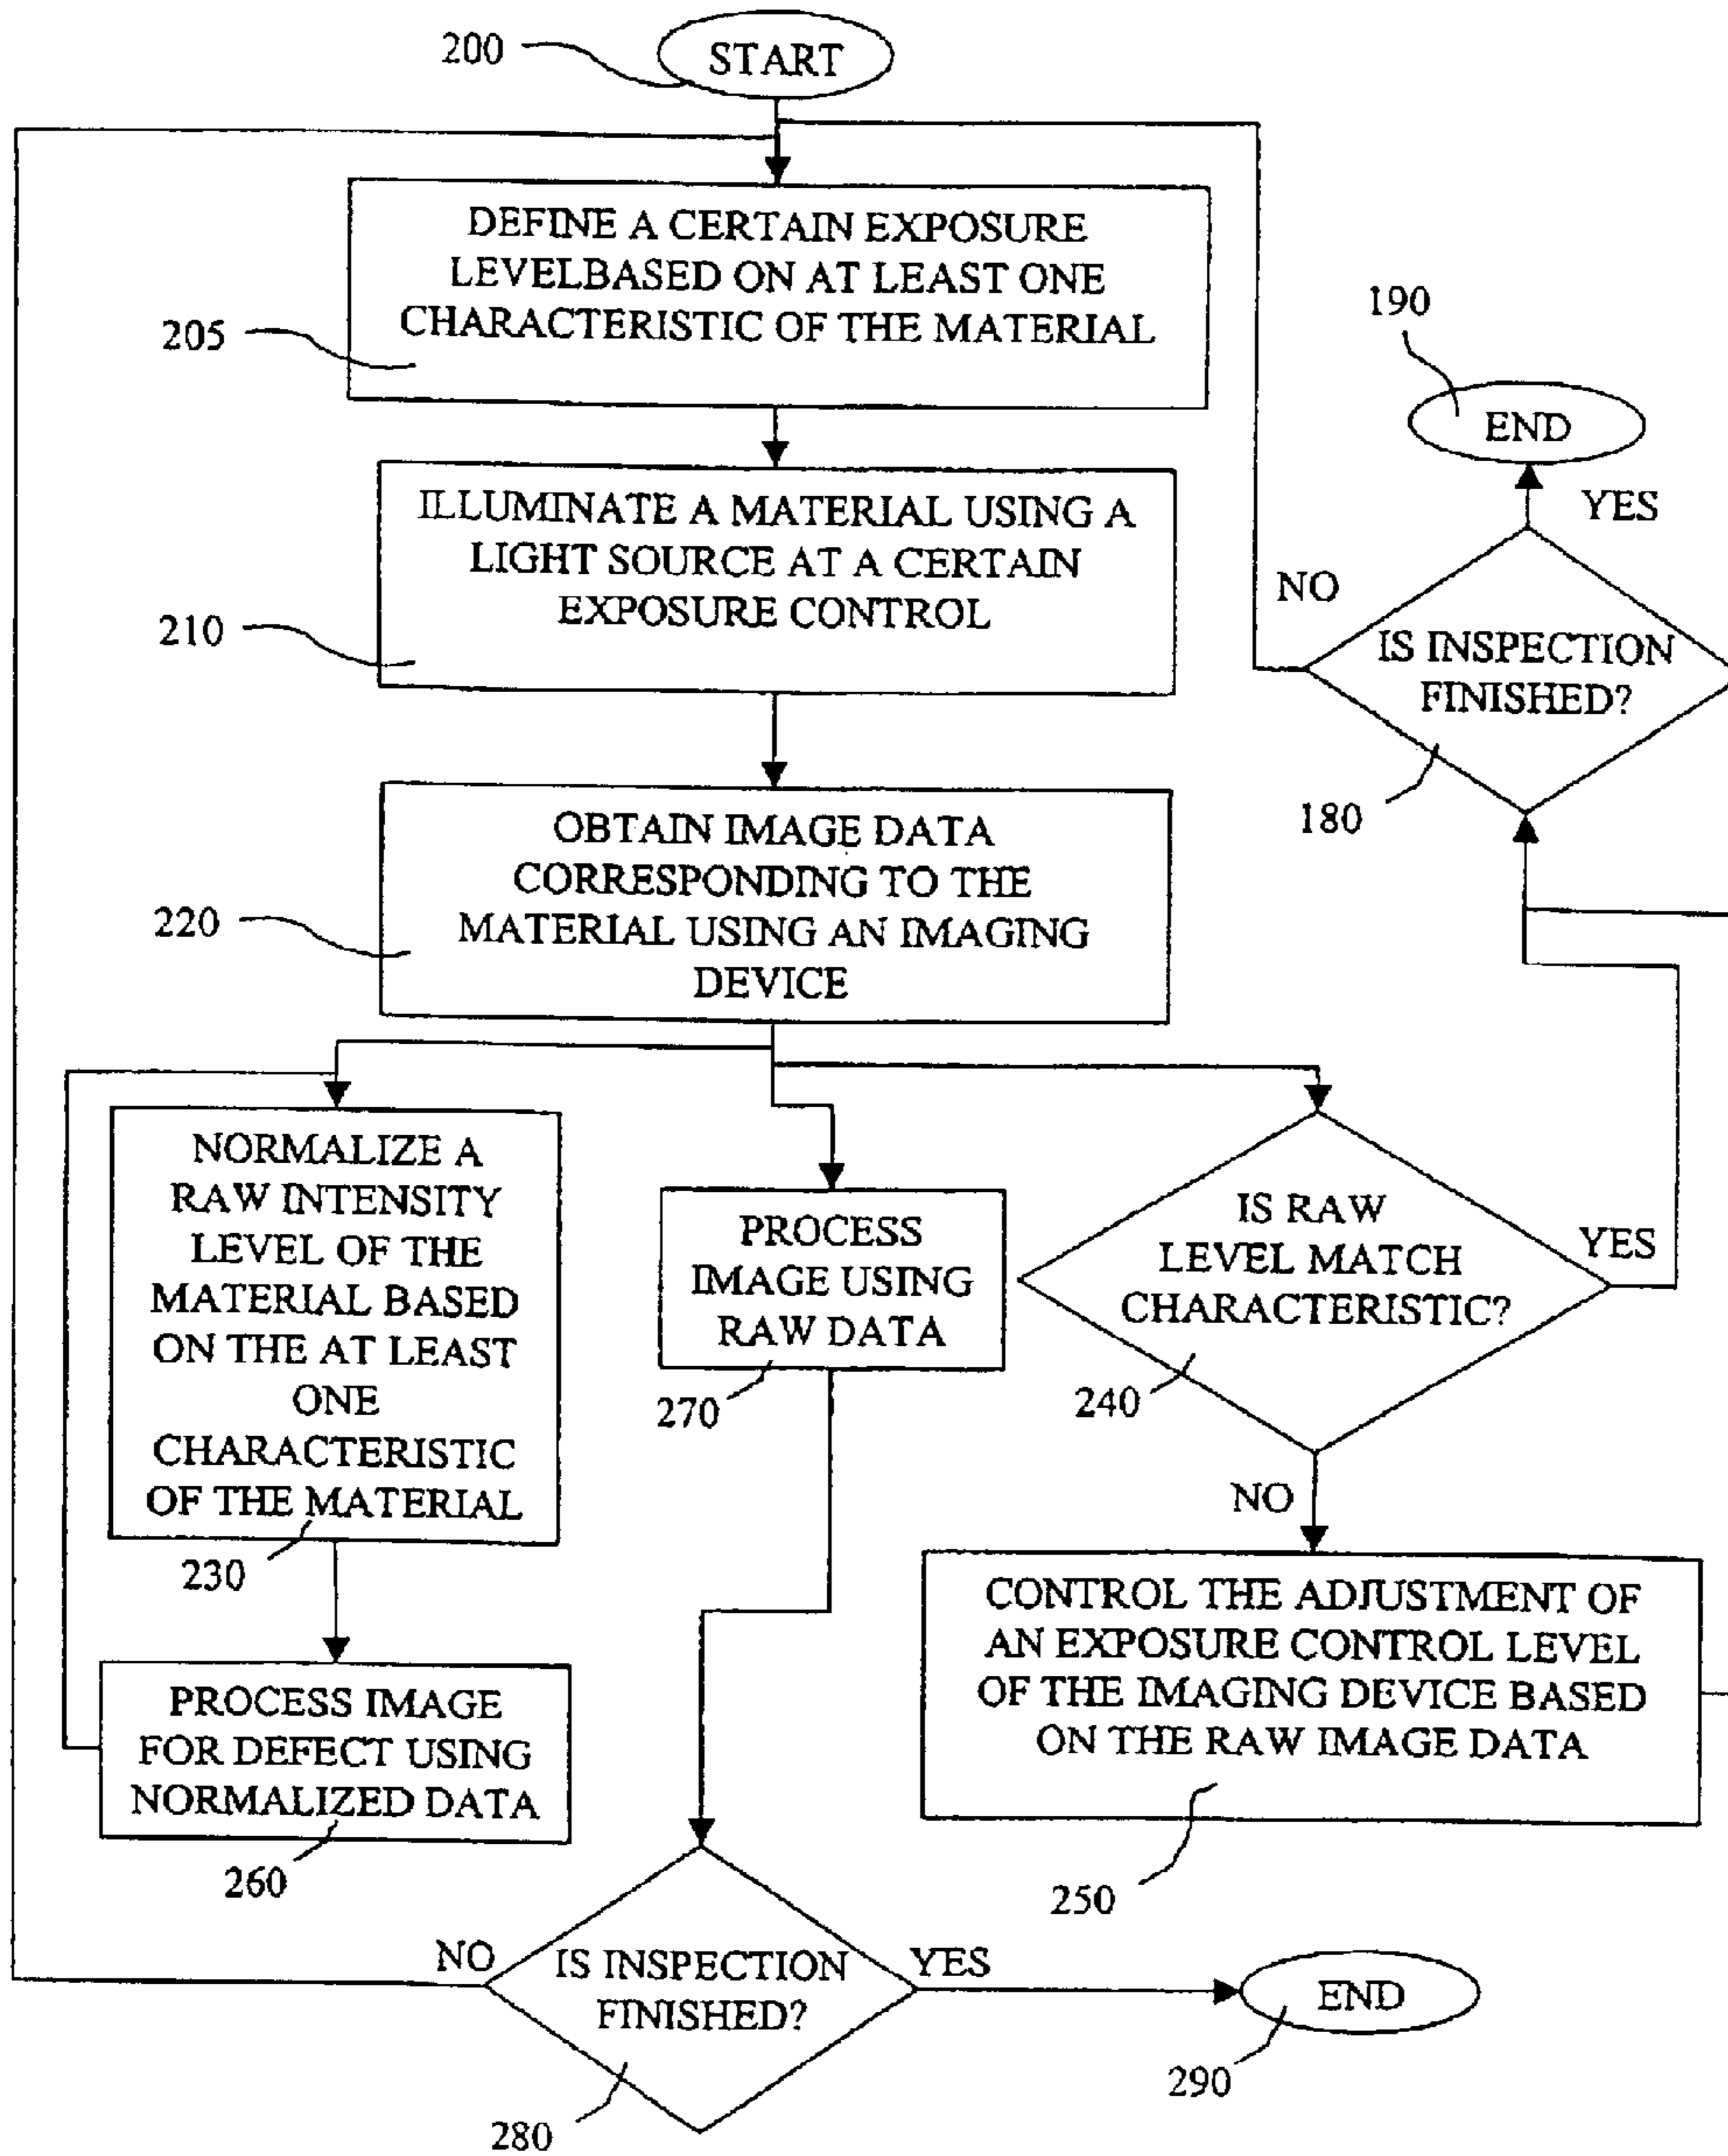 200
START
DEFINE A CERTAIN EXPOSURE
LEVELBASED ON AT LEAST ONE
CHARACTERISTIC OF THE MATERIAL
205
190
END
YES
ILLUMINATE A MATERIAL USING A
LIGHT SOURCE AT A CERTAIN
EXPOSURE CONTROL
210
NO
IS INSPECTION
FINISHED?
180
OBTAIN IMAGE DATA
CORRESPONDING TO THE
MATERIAL USING AN IMAGING
DEVICE
220
NORMALIZE A
RAW INTENSITY
LEVEL OF THE
MATERIAL BASED
ON THE AT LEAST
ONE
CHARACTERISTIC
OF THE MATERIAL
230
PROCESS
IMAGE USING
RAW DATA
270
IS RAW
LEVEL MATCH
CHARACTERISTIC?
YES
240
NO
CONTROL THE ADJUSTMENT OF
AN EXPOSURE CONTROL LEVEL
OF THE IMAGING DEVICE BASED
ON THE RAW IMAGE DATA
250
PROCESS IMAGE
FOR DEFECT USING
NORMALIZED DATA
260
NO
IS INSPECTION
FINISHED?
YES
END
290
280